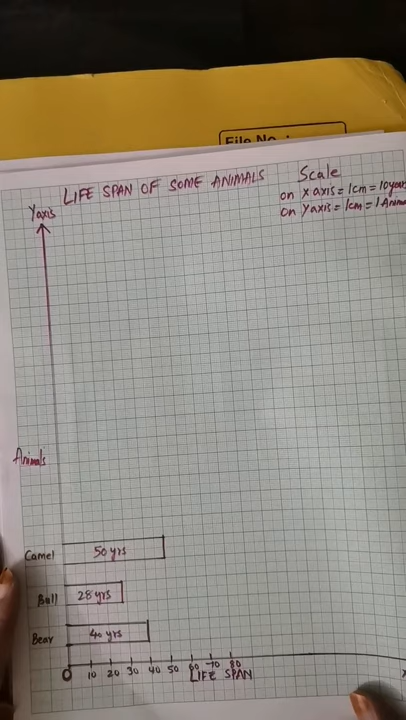 File No.
LIFE SPAN OF SOME ANIMALS
Scale
on x axis = 1cm = 10years
on Y axis = 1cm = 1 Anima
Y axis
Animals
Camel 50 yrs
Bull 28 yrs
Bear 40 yrs
0 10 20 30 40 50 60 70 80
LIFE SPAN
x